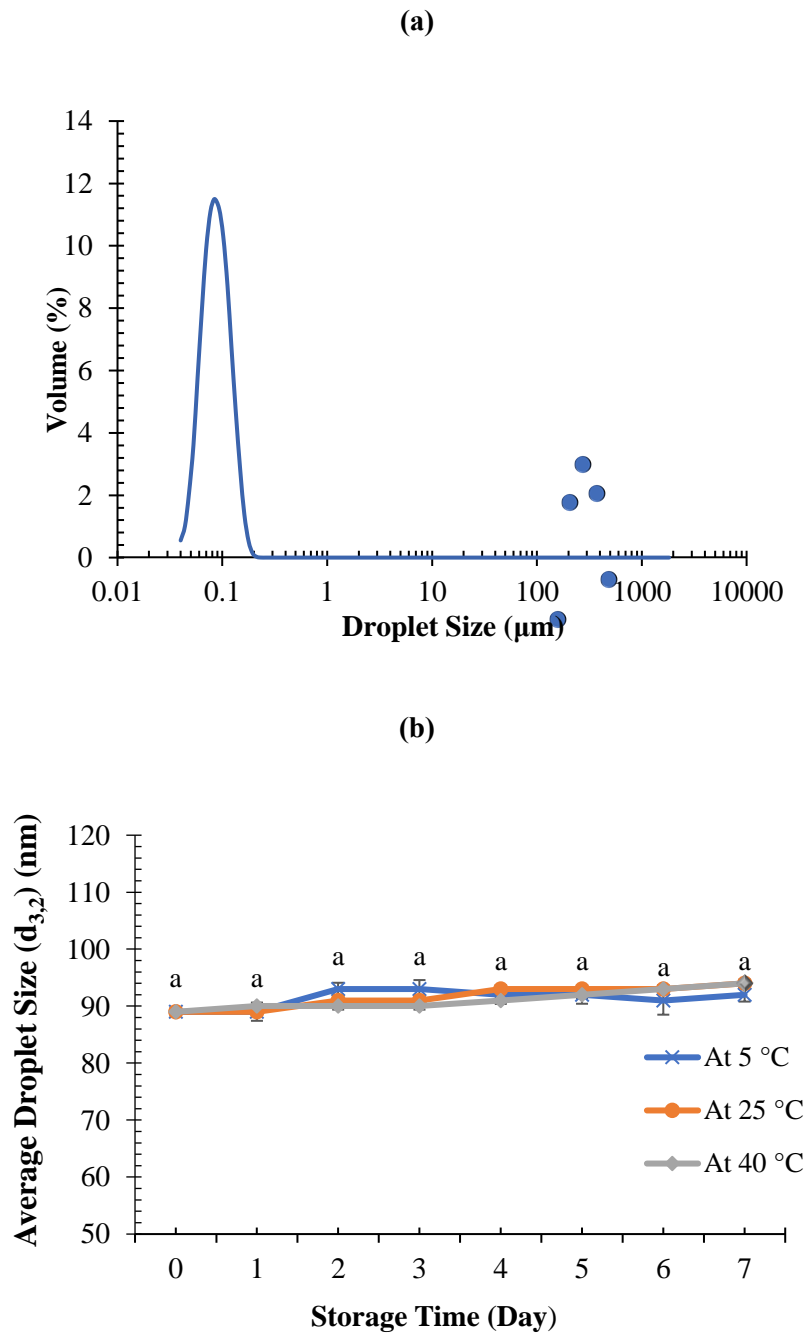 (a)
14
12
10
8
6
4
2
0
Volume (%)
0.01 0.1 1 10 100 1000 10000
Droplet Size (μm)
(b)
Average Droplet Size (d3,2) (nm)
120
110
100
90
80
70
60
50
a a a a a a a a
At 5 °C
At 25 °C
At 40 °C
0 1 2 3 4 5 6 7
Storage Time (Day)